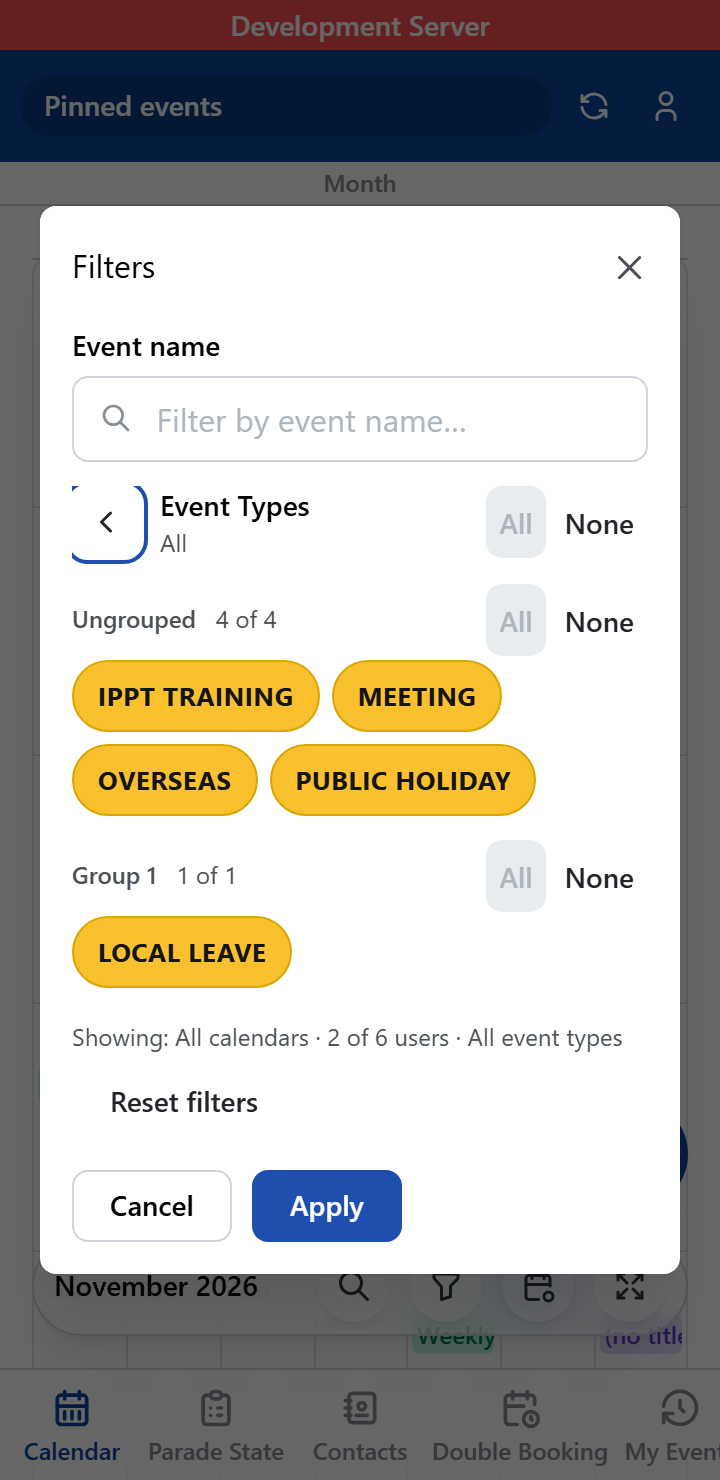 Development Server
Pinned events
Month
Filters
Event name
Filter by event name...
Event Types
All
All None
Ungrouped 4 of 4
All None
IPPT TRAINING MEETING
OVERSEAS PUBLIC HOLIDAY
Group 1 1 of 1
All None
LOCAL LEAVE
Showing: All calendars · 2 of 6 users · All event types
Reset filters
Cancel Apply
November 2026
Weekly (no title
Calendar Parade State Contacts Double Booking My Event